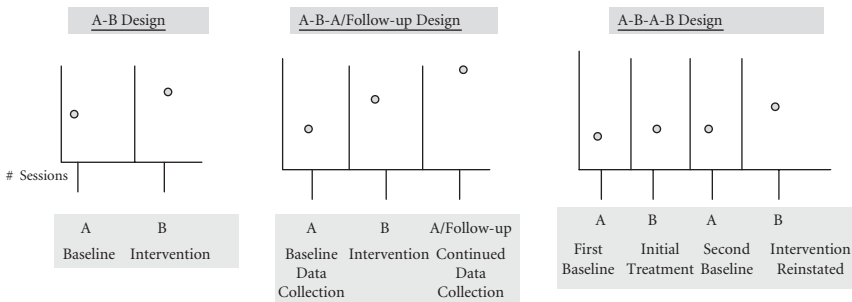 A-B Design
A-B-A/Follow-up Design
A-B-A-B Design
# Sessions
A B
Baseline Intervention
A B A/Follow-up
Baseline Intervention Continued
Data Data
Collection Collection
A B A B
First Initial Second Intervention
Baseline Treatment Baseline Reinstated